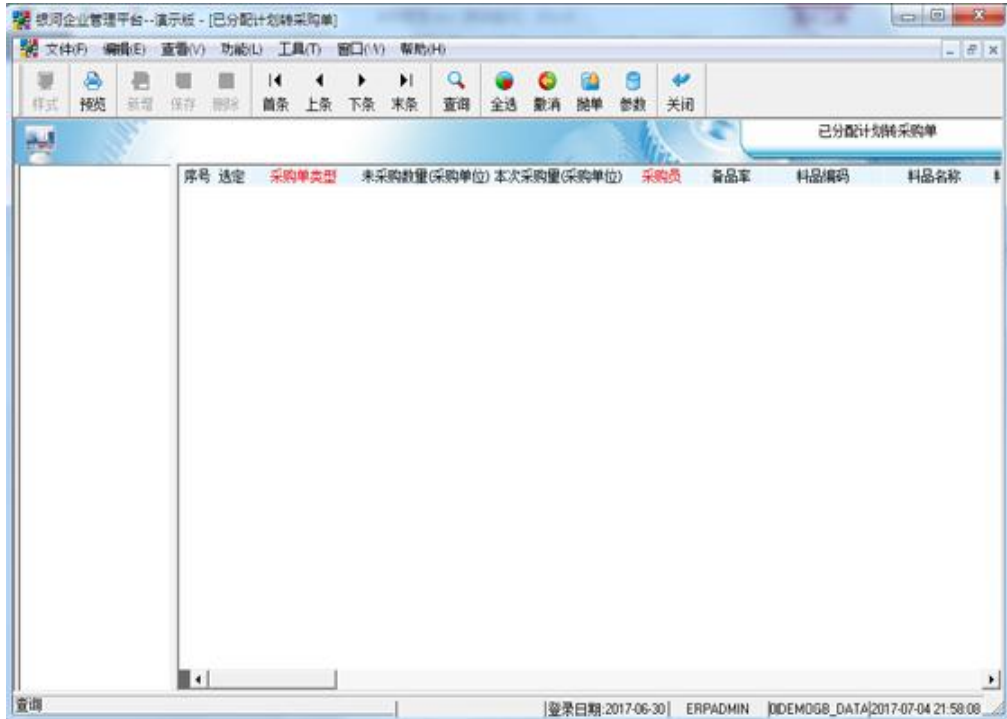 银河企业管理平台--演示板 - [已分配计划转采购单]
文件(F) 编辑(E) 查看(V) 功能(L) 工具(T) 窗口(W) 帮助(H)
样式 预览 新增 保存 删除 首条 上条 下条 末条 查询 全选 撤消 抛单 参数 关闭
已分配计划转采购单
序号 选定 采购单类型 未采购数量(采购单位) 本次采购量(采购单位) 采购员 备品率 料品编码 料品名称
查询 登录日期:2017-06-30 ERPADMIN DEMOGB_DATA 2017-07-04 21:58:08